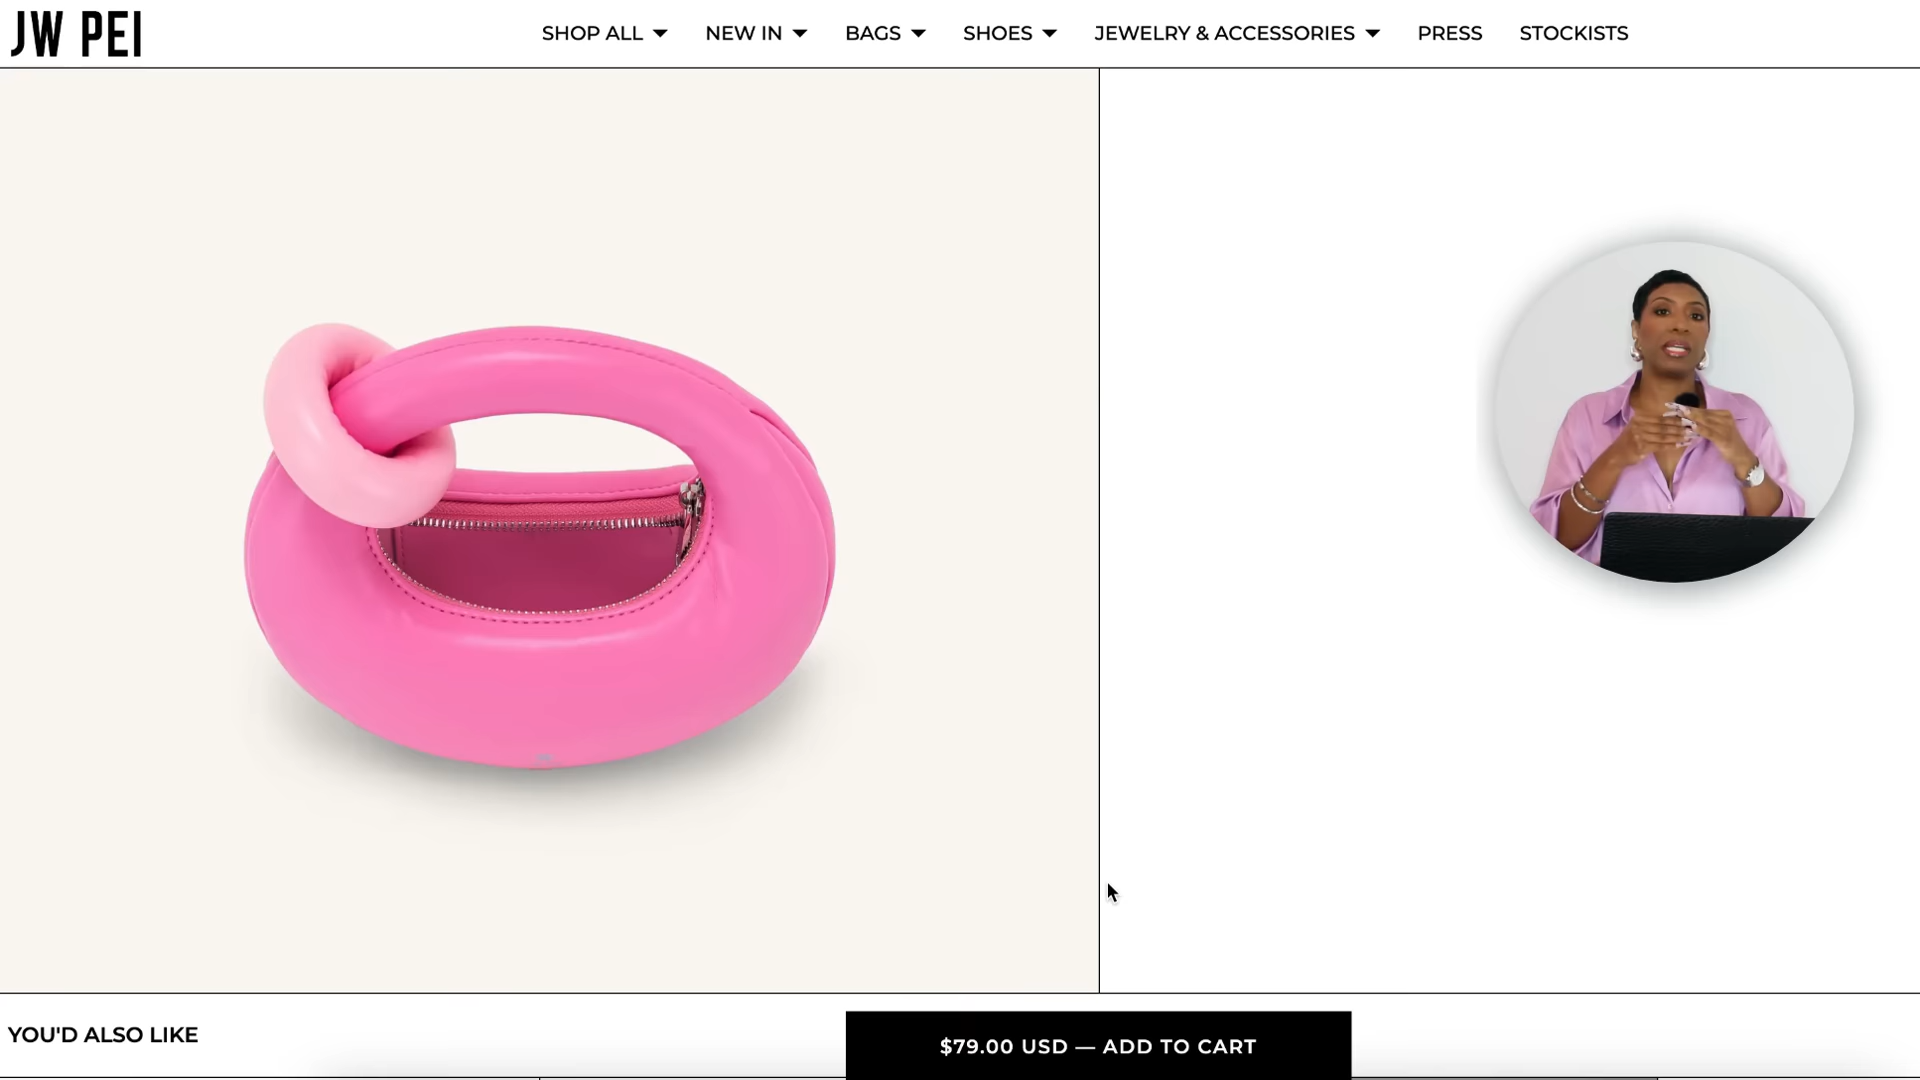 JW PEI
SHOP ALL
NEW IN
BAGS
SHOES
JEWELRY & ACCESSORIES
PRESS
STOCKISTS
YOU'D ALSO LIKE
$79.00 USD — ADD TO CART